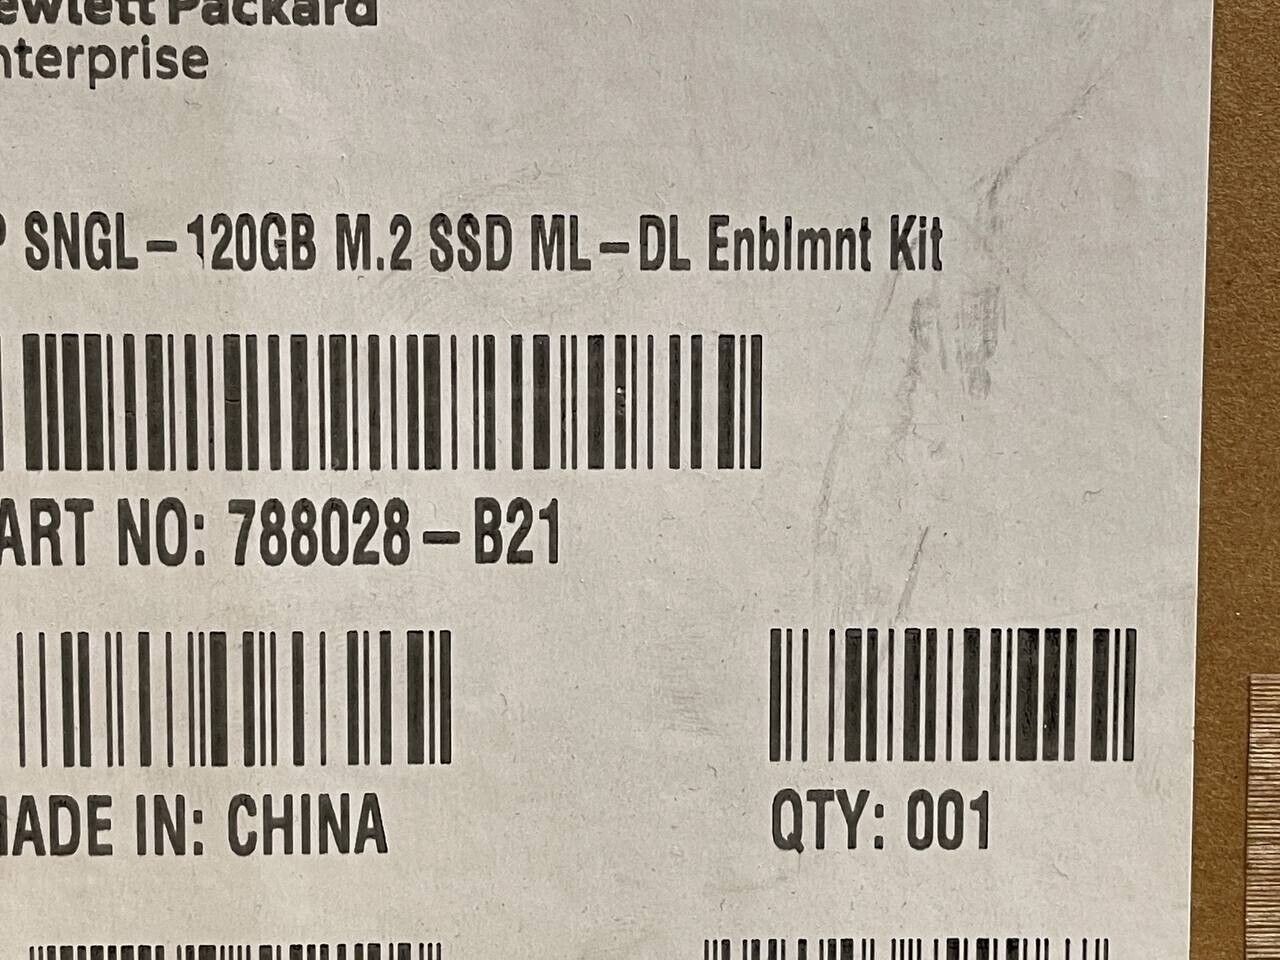 ewlett Packard
nterprise
P SNGL-120GB M.2 SSD ML-DL Enblmnt Kit
ART NO: 788028-B21
MADE IN: CHINA
QTY: 001